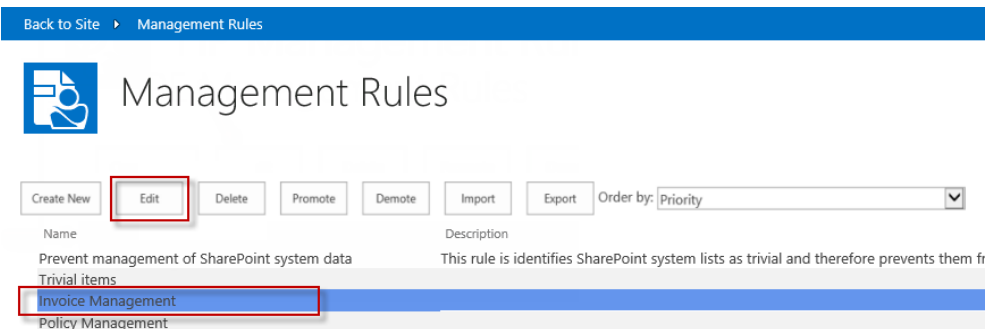 Back to Site Management Rules
Management Rules
Create New Edit Delete Promote Demote Import Export Order by: Priority
Name Description
Prevent management of SharePoint system data This rule is identifies SharePoint system lists as trivial and therefore prevents them
Trivial items
Invoice Management
Policy Management